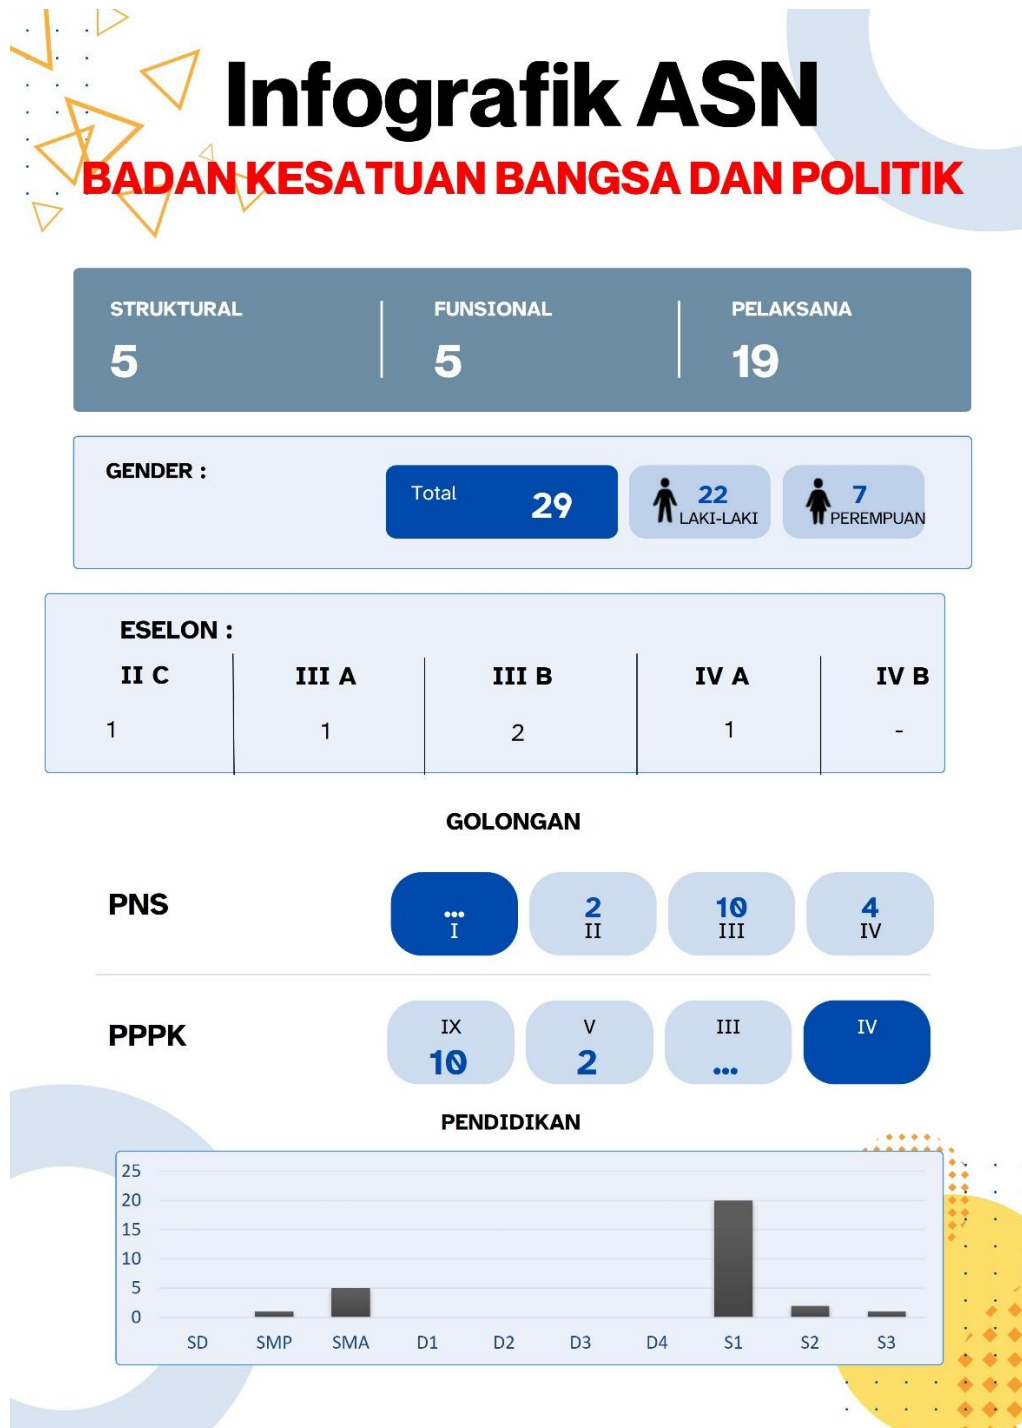 Infografik ASN
BADAN KESATUAN BANGSA DAN POLITIK
STRUKTURAL FUNSIONAL PELAKSANA
5 5 19
GENDER :
Total 29
22
LAKI-LAKI
7
PEREMPUAN
ESELON :
II C III A III B IV A IV B
1 1 2 1 -
GOLONGAN
PNS
... 2 10 4
I II III IV
PPPK
IX V III IV
10 2 ...
PENDIDIKAN
25
20
15
10
5
0
SD SMP SMA D1 D2 D3 D4 S1 S2 S3